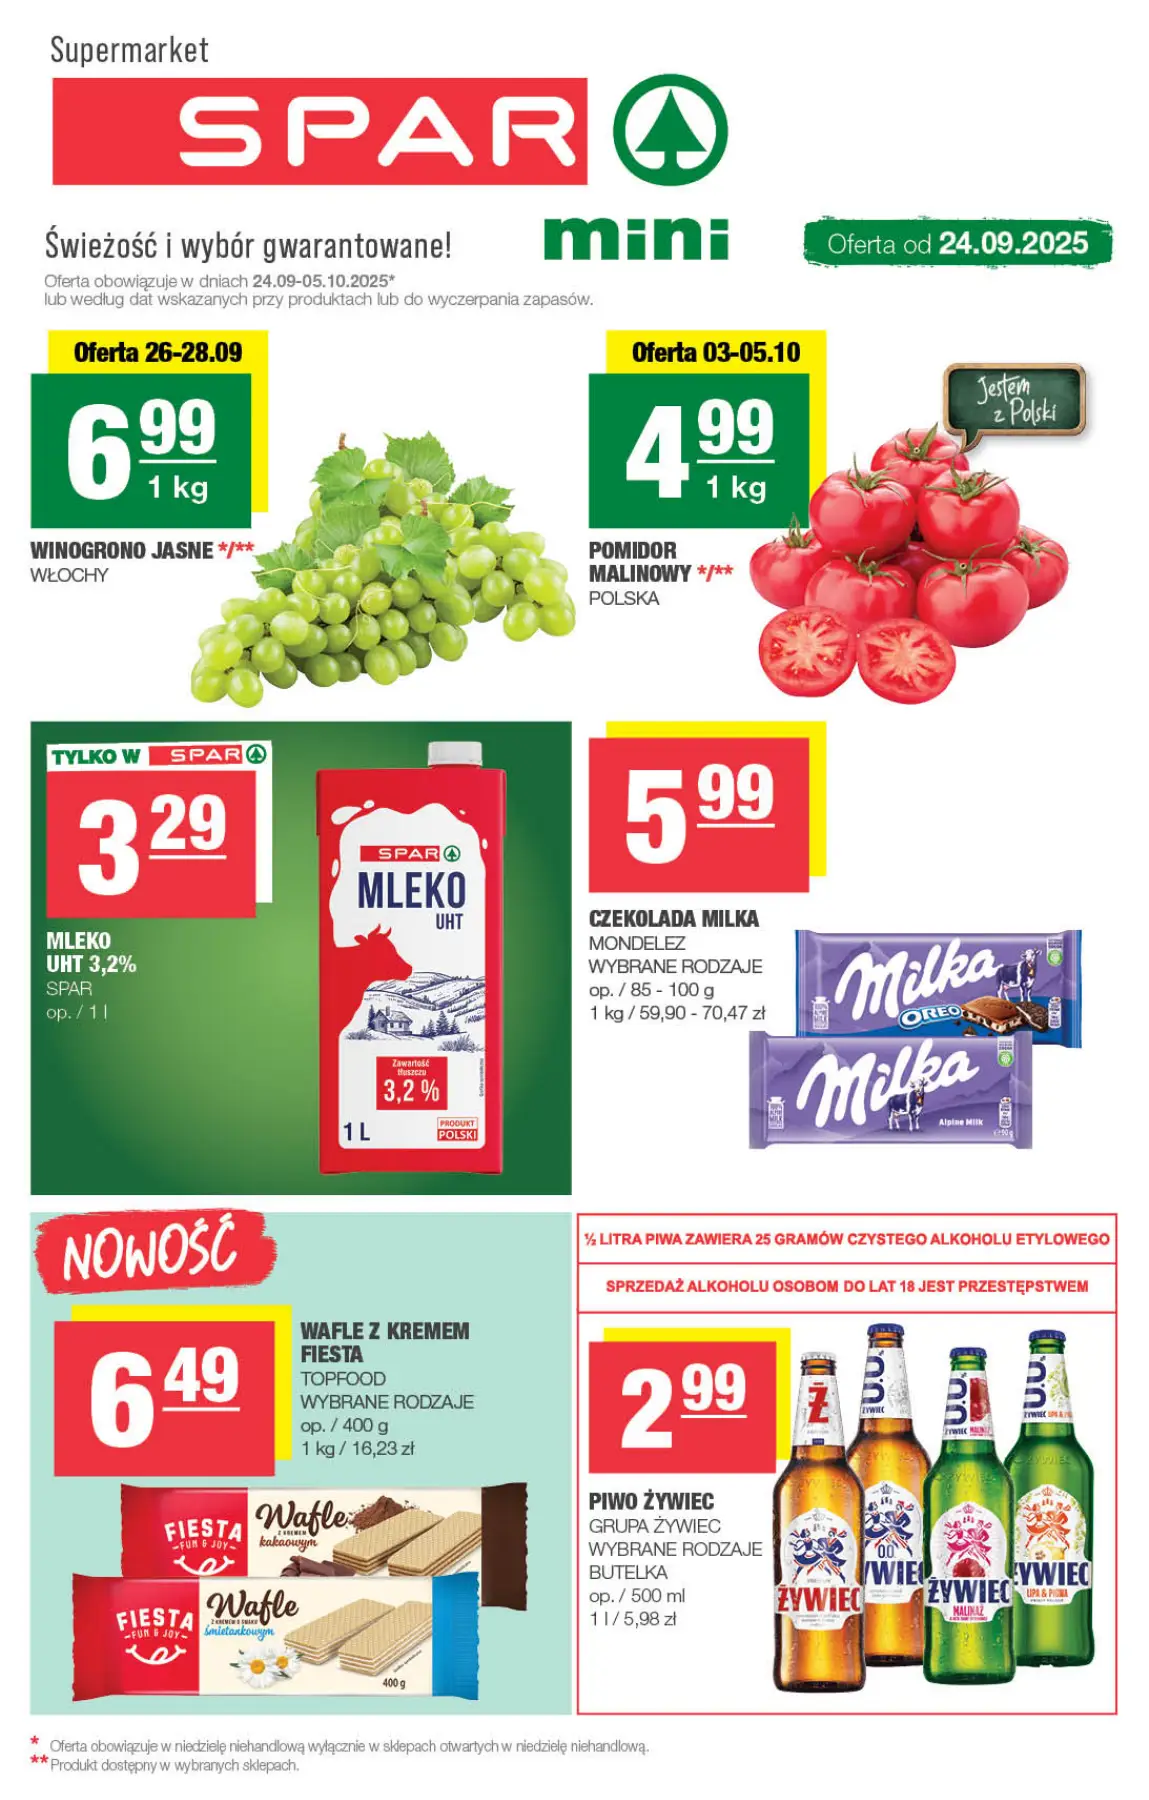 Supermarket
SPAR
mini
Świeżość i wybór gwarantowane!
Oferta obowiązuje w dniach 24.09-05.10.2025*
lub według dat wskazanych przy produktach lub do wyczerpania zapasów.
Oferta od 24.09.2025
Oferta 26-28.09
6 99
1 kg
WINOGRONO JASNE */**
WŁOCHY
Oferta 03-05.10
4 99
1 kg
Jestem
z Polski
POMIDOR
MALINOWY */**
POLSKA
TYLKO W SPAR
3 29
MLEKO
UHT 3,2%
SPAR
op. / 1 l
SPAR
MLEKO
UHT
Zawartość
tłuszczu
3,2 %
1 L
PRODUKT
POLSKI
5 99
CZEKOLADA MILKA
MONDELEZ
WYBRANE RODZAJE
op. / 85 - 100 g
1 kg / 59,90 - 70,47 zł
Milka
OREO
Milka
Alpine Milk
NOWOŚĆ
6 49
WAFLE Z KREMEM
FIESTA
TOPFOOD
WYBRANE RODZAJE
op. / 400 g
1 kg / 16,23 zł
FIESTA
FUN & JOY
Wafle
Z KREMEM
kakaowym
FIESTA
FUN & JOY
Wafle
Z KREMEM O SMAKU
śmietankowym
400 g
½ LITRA PIWA ZAWIERA 25 GRAMÓW CZYSTEGO ALKOHOLU ETYLOWEGO
SPRZEDAŻ ALKOHOLU OSOBOM DO LAT 18 JEST PRZESTĘPSTWEM
2 99
PIWO ŻYWIEC
GRUPA ŻYWIEC
WYBRANE RODZAJE
BUTELKA
op. / 500 ml
1 l / 5,98 zł
Ż
ŻYWIEC
0.0
ŻYWIEC
ŻYWIEC
MALINAŻ
ŻYWIEC
* Oferta obowiązuje w niedzielę niehandlową wyłącznie w sklepach otwartych w niedzielę niehandlową.
** Produkt dostępny w wybranych sklepach.